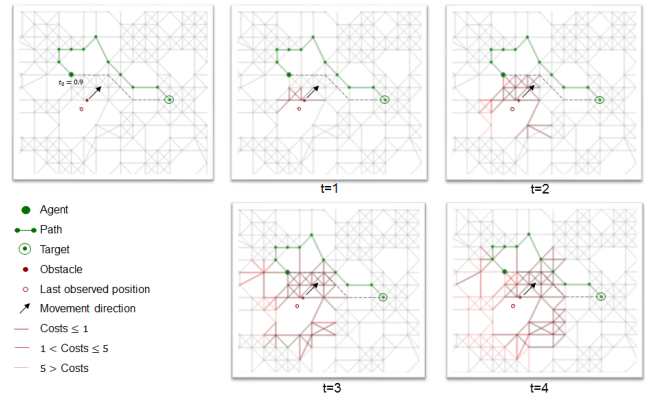 r₀ = 0.9
t=1
t=2
Agent
Path
Target
Obstacle
Last observed position
Movement direction
Costs ≤ 1
1 < Costs ≤ 5
5 > Costs
t=3
t=4